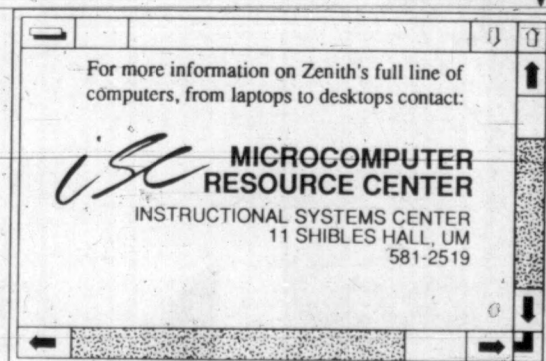 For more information on Zenith's full line of
computers, from laptops to desktops contact:
isc
MICROCOMPUTER
RESOURCE CENTER
INSTRUCTIONAL SYSTEMS CENTER
11 SHIBLES HALL, UM
581-2519